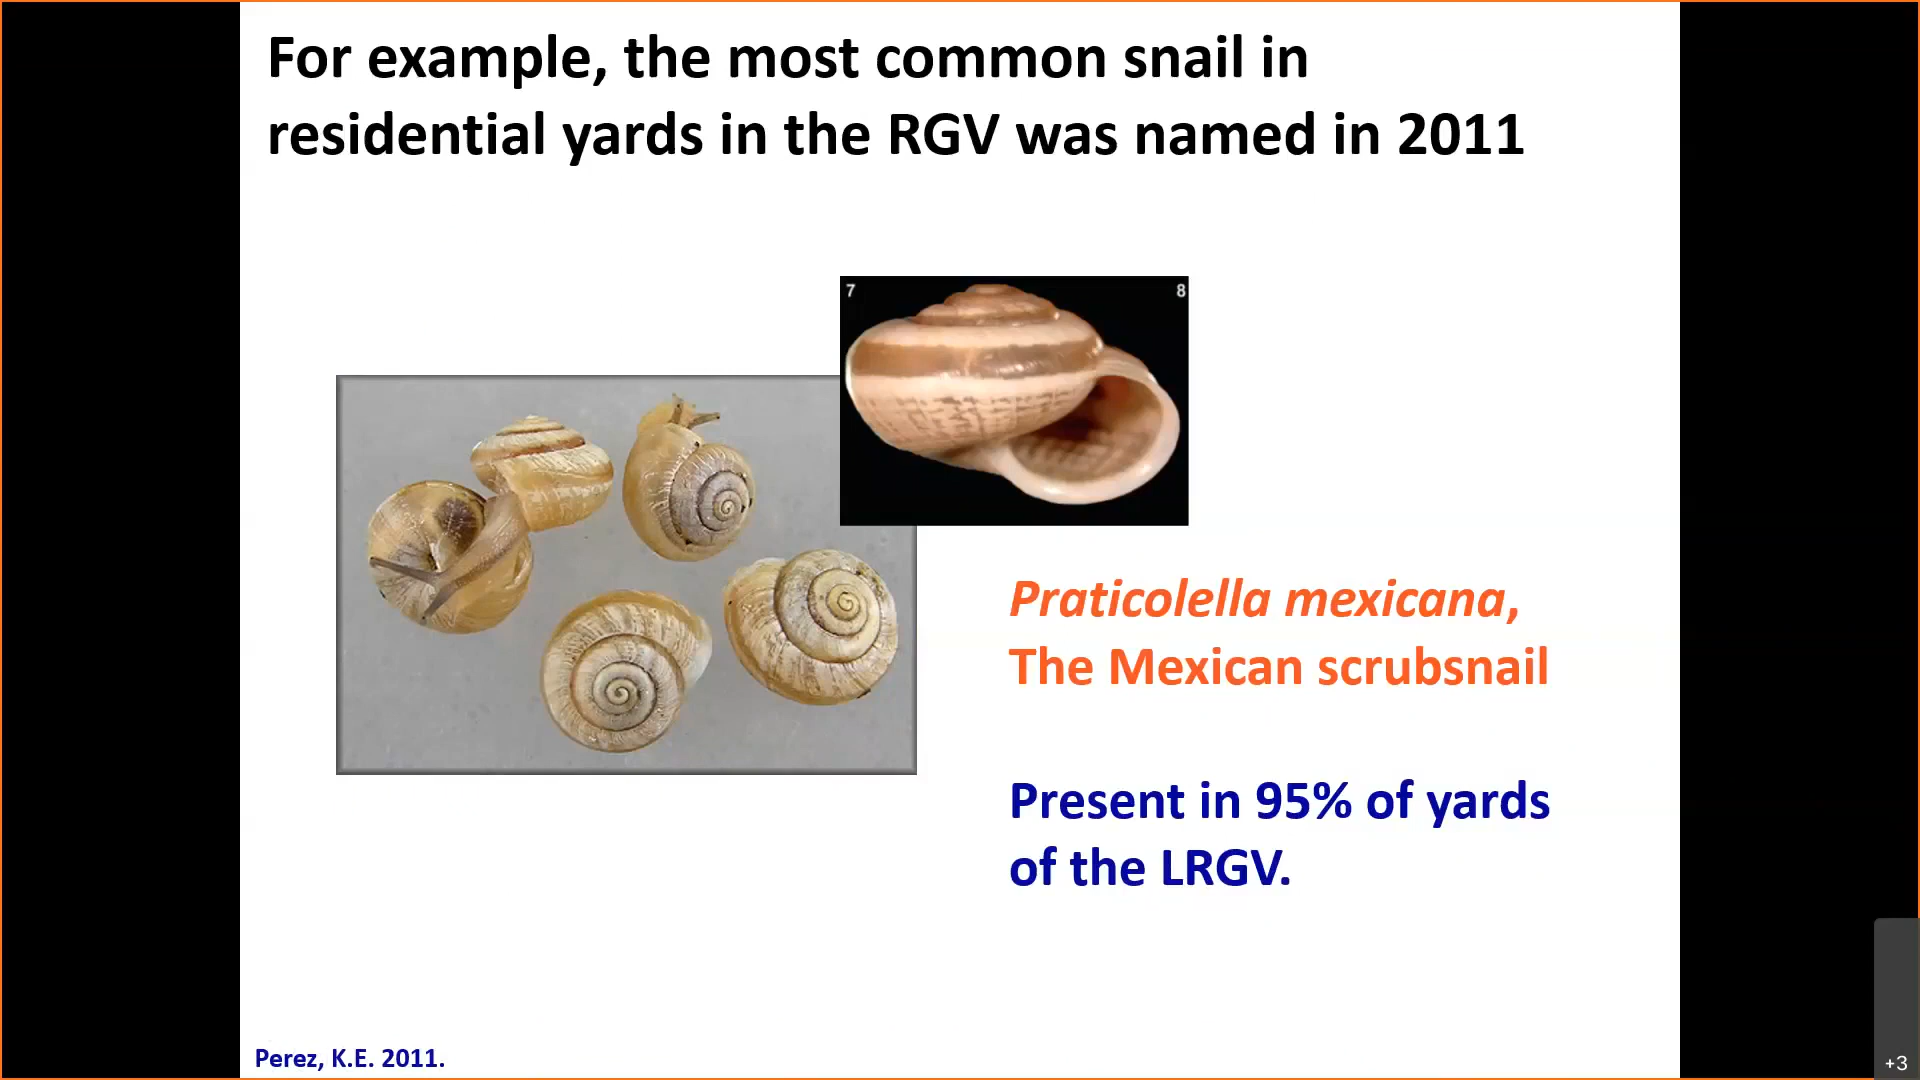 For example, the most common snail in
residential yards in the RGV was named in 2011
7 8
Praticolella mexicana,
The Mexican scrubsnail
Present in 95% of yards
of the LRGV.
Perez, K.E. 2011.
+3